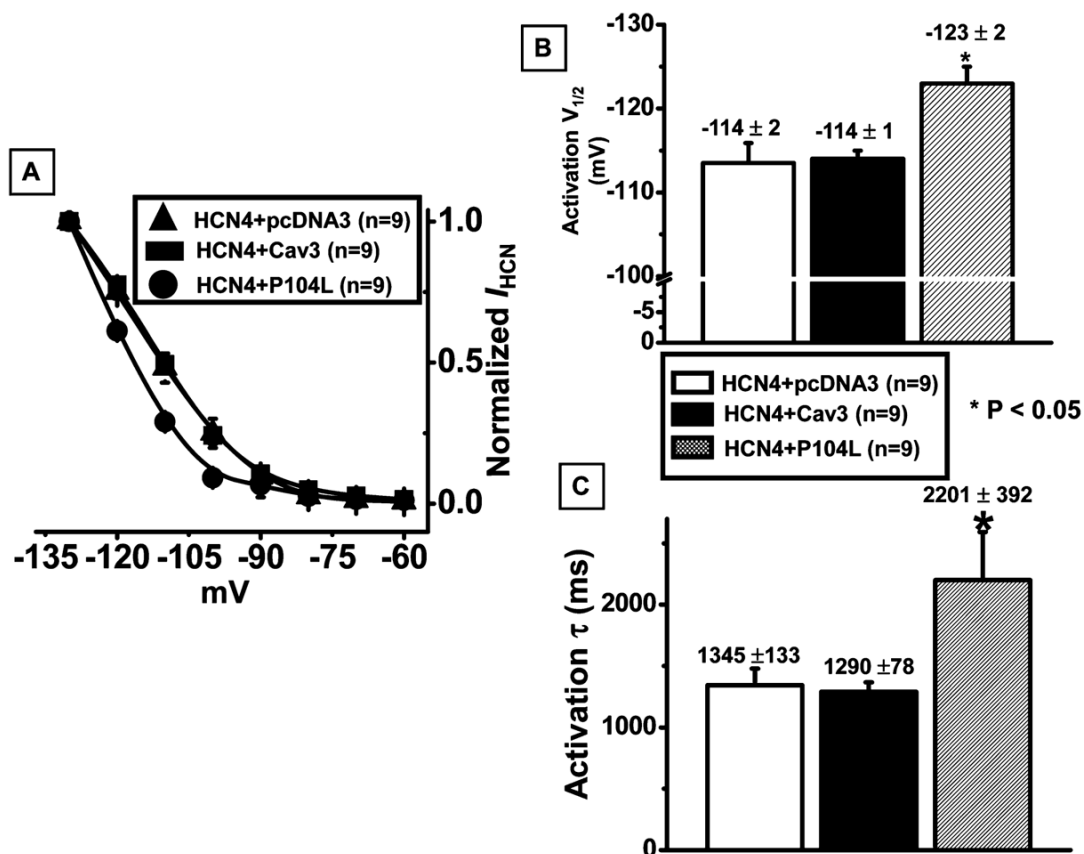 A
HCN4+pcDNA3 (n=9)
HCN4+Cav3 (n=9)
HCN4+P104L (n=9)
1.0
0.5
0.0
Normalized I_HCN
-135 -120 -105 -90 -75 -60
mV
B
-130
-120
-110
-100
-5
0
Activation V1/2
(mV)
-114 ± 2
-114 ± 1
-123 ± 2
*
HCN4+pcDNA3 (n=9)
HCN4+Cav3 (n=9)
HCN4+P104L (n=9)
* P < 0.05
C
2000
1000
0
Activation τ (ms)
1345 ±133
1290 ±78
2201 ± 392
*